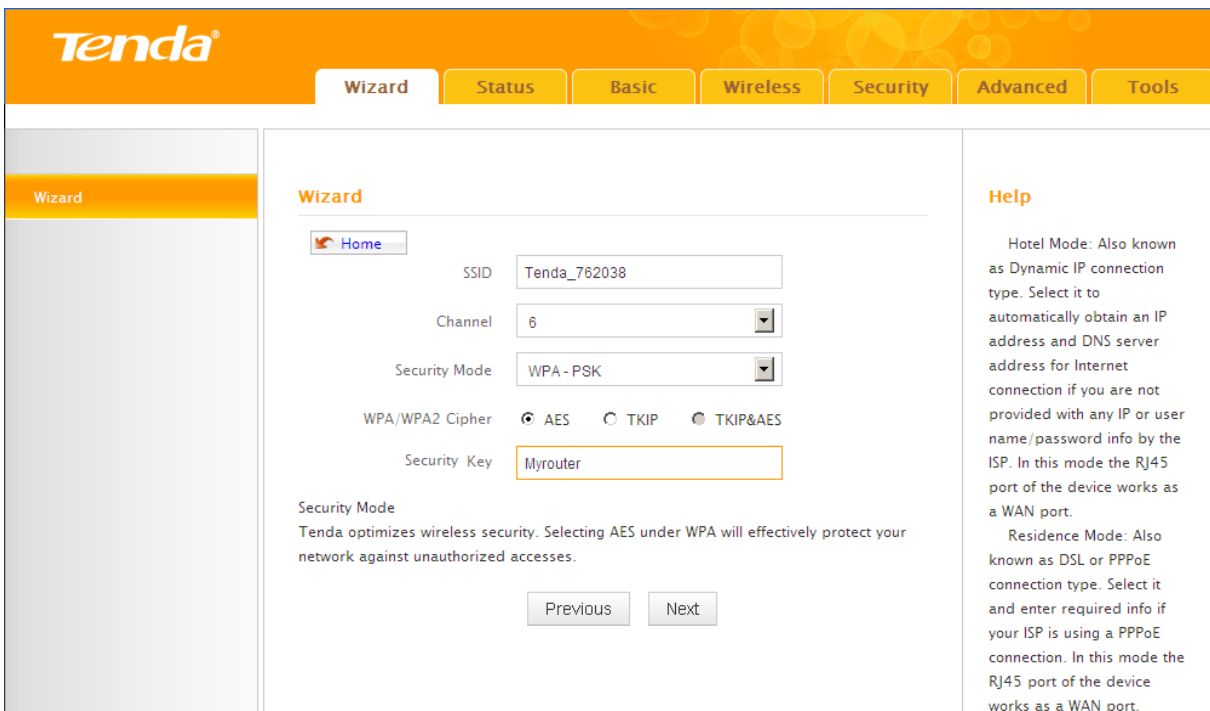 Tenda®
Wizard Status Basic Wireless Security Advanced Tools
Wizard
Wizard
Home
SSID Tenda_762038
Channel 6
Security Mode WPA-PSK
WPA/WPA2 Cipher AES TKIP TKIP&AES
Security Key Myrouter
Security Mode
Tenda optimizes wireless security. Selecting AES under WPA will effectively protect your
network against unauthorized accesses.
Previous Next
Help
Hotel Mode: Also known
as Dynamic IP connection
type. Select it to
automatically obtain an IP
address and DNS server
address for Internet
connection if you are not
provided with any IP or user
name/password info by the
ISP. In this mode the RJ45
port of the device works as
a WAN port.
Residence Mode: Also
known as DSL or PPPoE
connection type. Select it
and enter required info if
your ISP is using a PPPoE
connection. In this mode the
RJ45 port of the device
works as a WAN port.